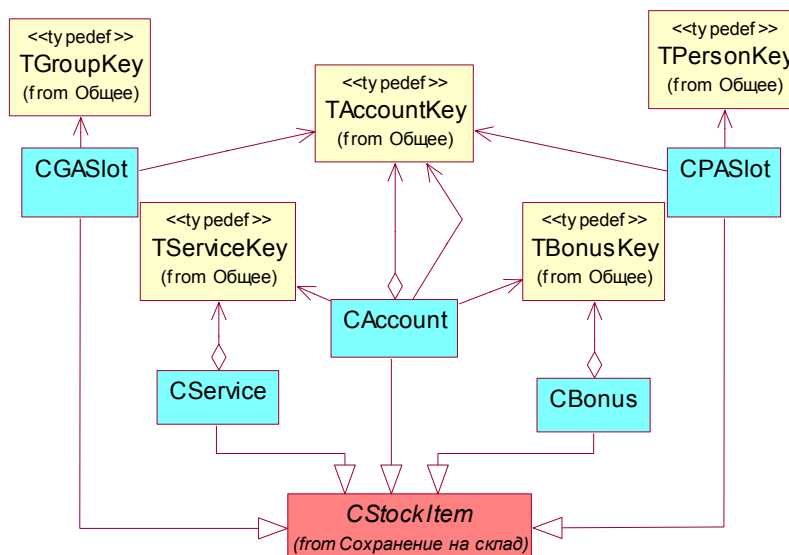 <<typedef>>
TGroupKey
(from Общее)
<<typedef>>
TAccountKey
(from Общее)
<<typedef>>
TPersonKey
(from Общее)
CGASlot
CPASlot
<<typedef>>
TServiceKey
(from Общее)
<<typedef>>
TBonusKey
(from Общее)
CAccount
CService
CBonus
CStockItem
(from Сохранение на склад)